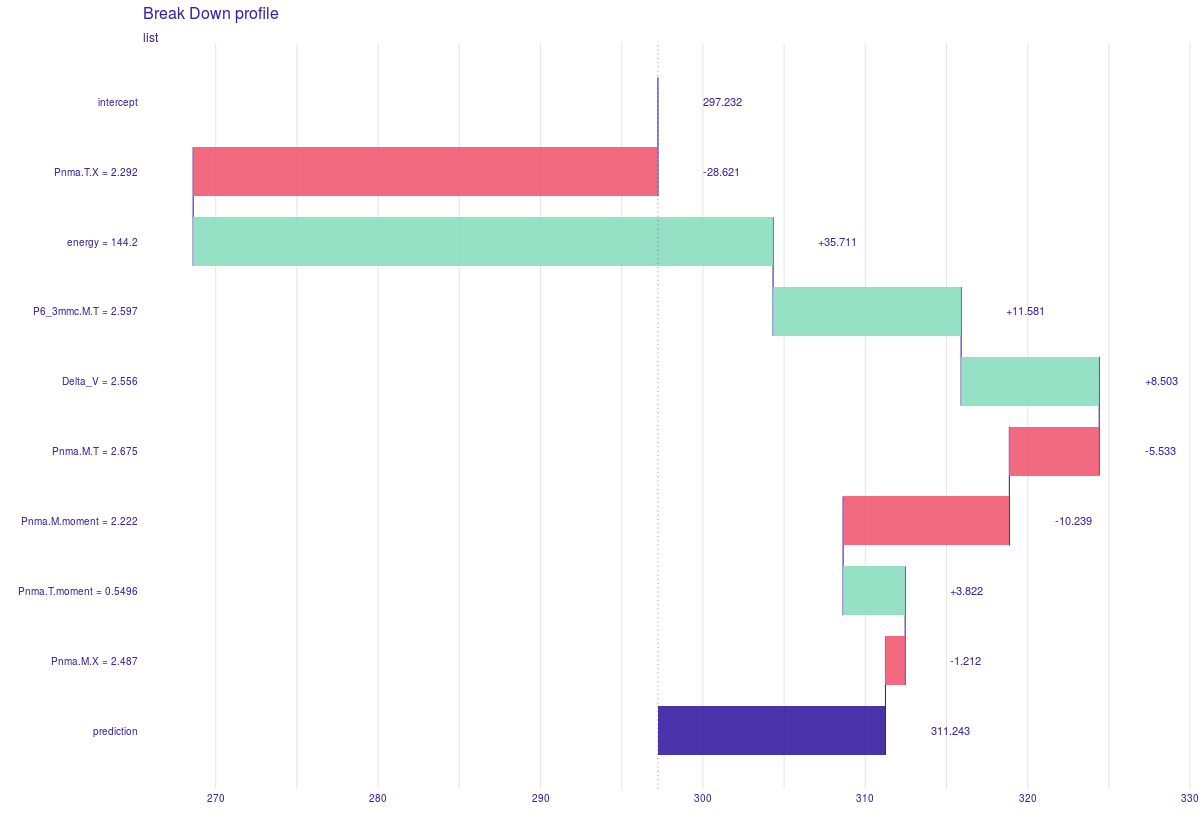 Break Down profile
list
intercept 297.232
Pnma.T.X = 2.292 -28.621
energy = 144.2 +35.711
P6_3mmc.M.T = 2.597 +11.581
Delta_V = 2.556 +8.503
Pnma.M.T = 2.675 -5.533
Pnma.M.moment = 2.222 -10.239
Pnma.T.moment = 0.5496 +3.822
Pnma.M.X = 2.487 -1.212
prediction 311.243
270 280 290 300 310 320 330